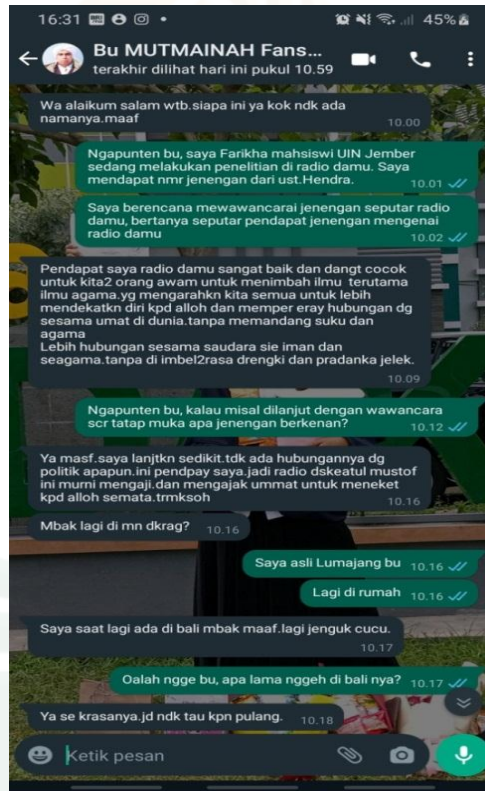 16:31
45%
Bu MUTMAINAH Fans...
terakhir dilihat hari ini pukul 10.59
Wa alaikum salam wtb.siapa ini ya kok ndk ada
namanya.maaf
10.00
Ngapunten bu, saya Farikha mahsiswi UIN Jember
sedang melakukan penelitian di radio damu. Saya
mendapat nmr jenengan dari ust.Hendra.
10.01
Saya berencana mewawancarai jenengan seputar radio
damu, bertanya seputar pendapat jenengan mengenai
radio damu
10.02
Pendapat saya radio damu sangat baik dan dangt cocok
untuk kita2 orang awam untuk menimbah ilmu terutama
ilmu agama.yg mengarahkn kita semua untuk lebih
mendekatkn diri kpd alloh dan memper eray hubungan dg
sesama umat di dunia.tanpa memandang suku dan
agama
Lebih hubungan sesama saudara sie iman dan
seagama.tanpa di imbel2rasa drengki dan pradanka jelek.
10.09
Ngapunten bu, kalau misal dilanjut dengan wawancara
scr tatap muka apa jenengan berkenan?
10.12
Ya masf.saya lanjtkn sedikit.tdk ada hubungannya dg
politik apapun.ini pendpay saya.jadi radio dskeatul mustof
ini murni mengaji.dan mengajak ummat untuk meneket
kpd alloh semata.trmksoh
10.16
Mbak lagi di mn dkrag? 10.16
Saya asli Lumajang bu 10.16
Lagi di rumah 10.16
Saya saat lagi ada di bali mbak maaf.lagi jenguk cucu.
10.17
Oalah ngge bu, apa lama nggeh di bali nya? 10.17
Ya se krasanya.jd ndk tau kpn pulang. 10.18
Ketik pesan